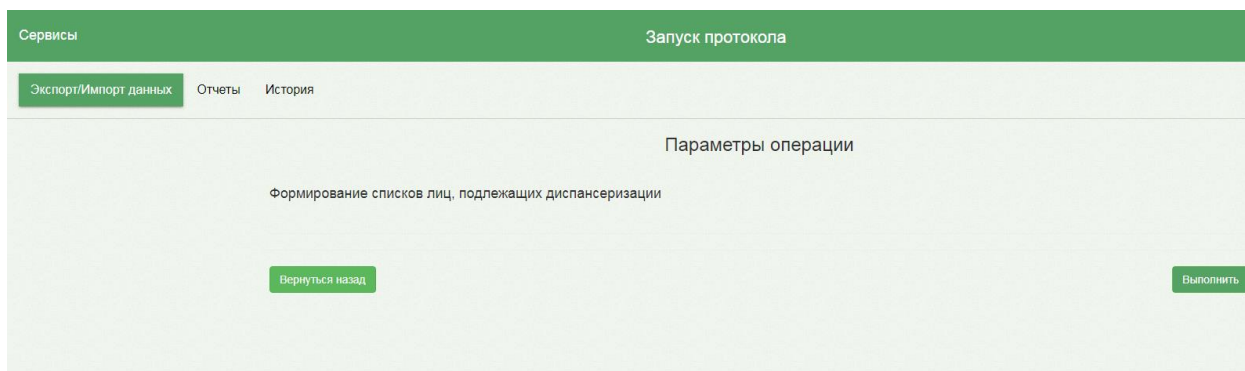 Сервисы
Запуск протокола
Экспорт/Импорт данных
Отчеты
История
Параметры операции
Формирование списков лиц, подлежащих диспансеризации
Вернуться назад
Выполнить